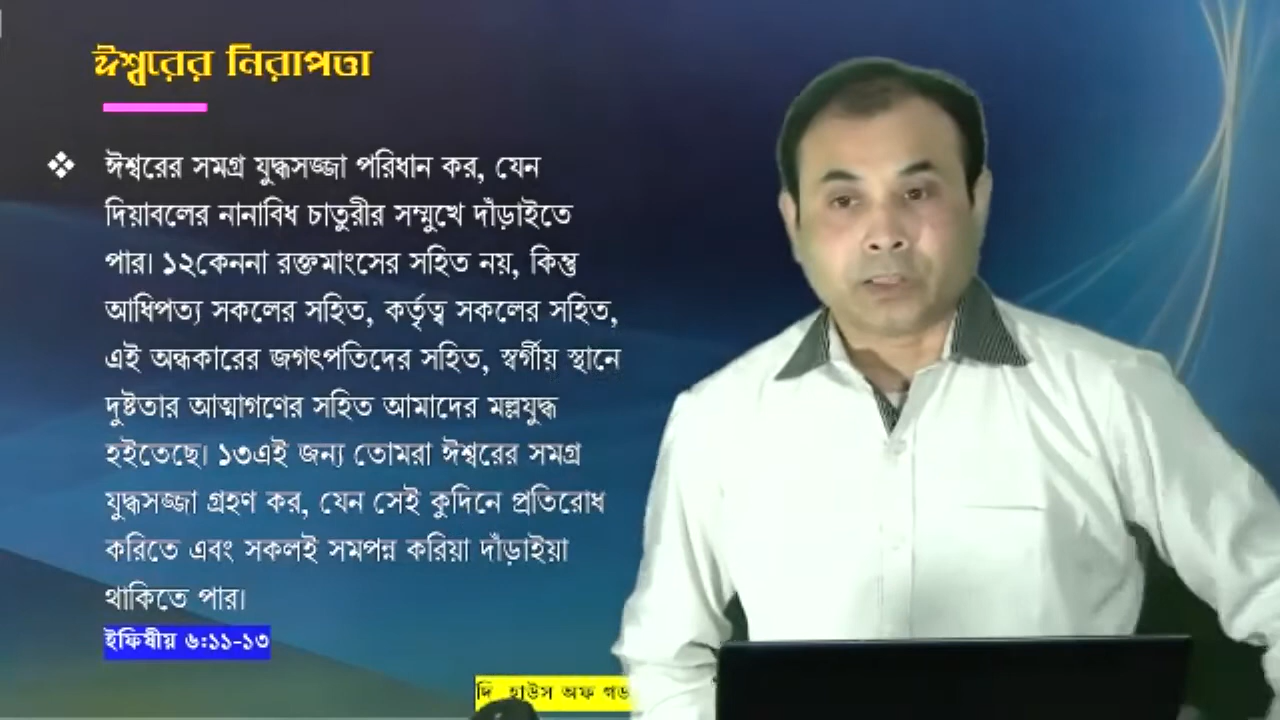 ঈশ্বরের নিরাপত্তা
ঈশ্বরের সমগ্র যুদ্ধসজ্জা পরিধান কর, যেন
দিয়াবলের নানাবিধ চাতুরীর সম্মুখে দাঁড়াইতে
পার। ১২কেননা রক্তমাংসের সহিত নয়, কিন্তু
আধিপত্য সকলের সহিত, কর্তৃত্ব সকলের সহিত,
এই অন্ধকারের জগৎপতিদের সহিত, স্বর্গীয় স্থানে
দুষ্টতার আত্মাগণের সহিত আমাদের মল্লযুদ্ধ
হইতেছে। ১৩এই জন্য তোমরা ঈশ্বরের সমগ্র
যুদ্ধসজ্জা গ্রহণ কর, যেন সেই কুদিনে প্রতিরোধ
করিতে এবং সকলই সমপন্ন করিয়া দাঁড়াইয়া
থাকিতে পার।
ইফিষীয় ৬:১১-১৩
দি হাউস অফ গড